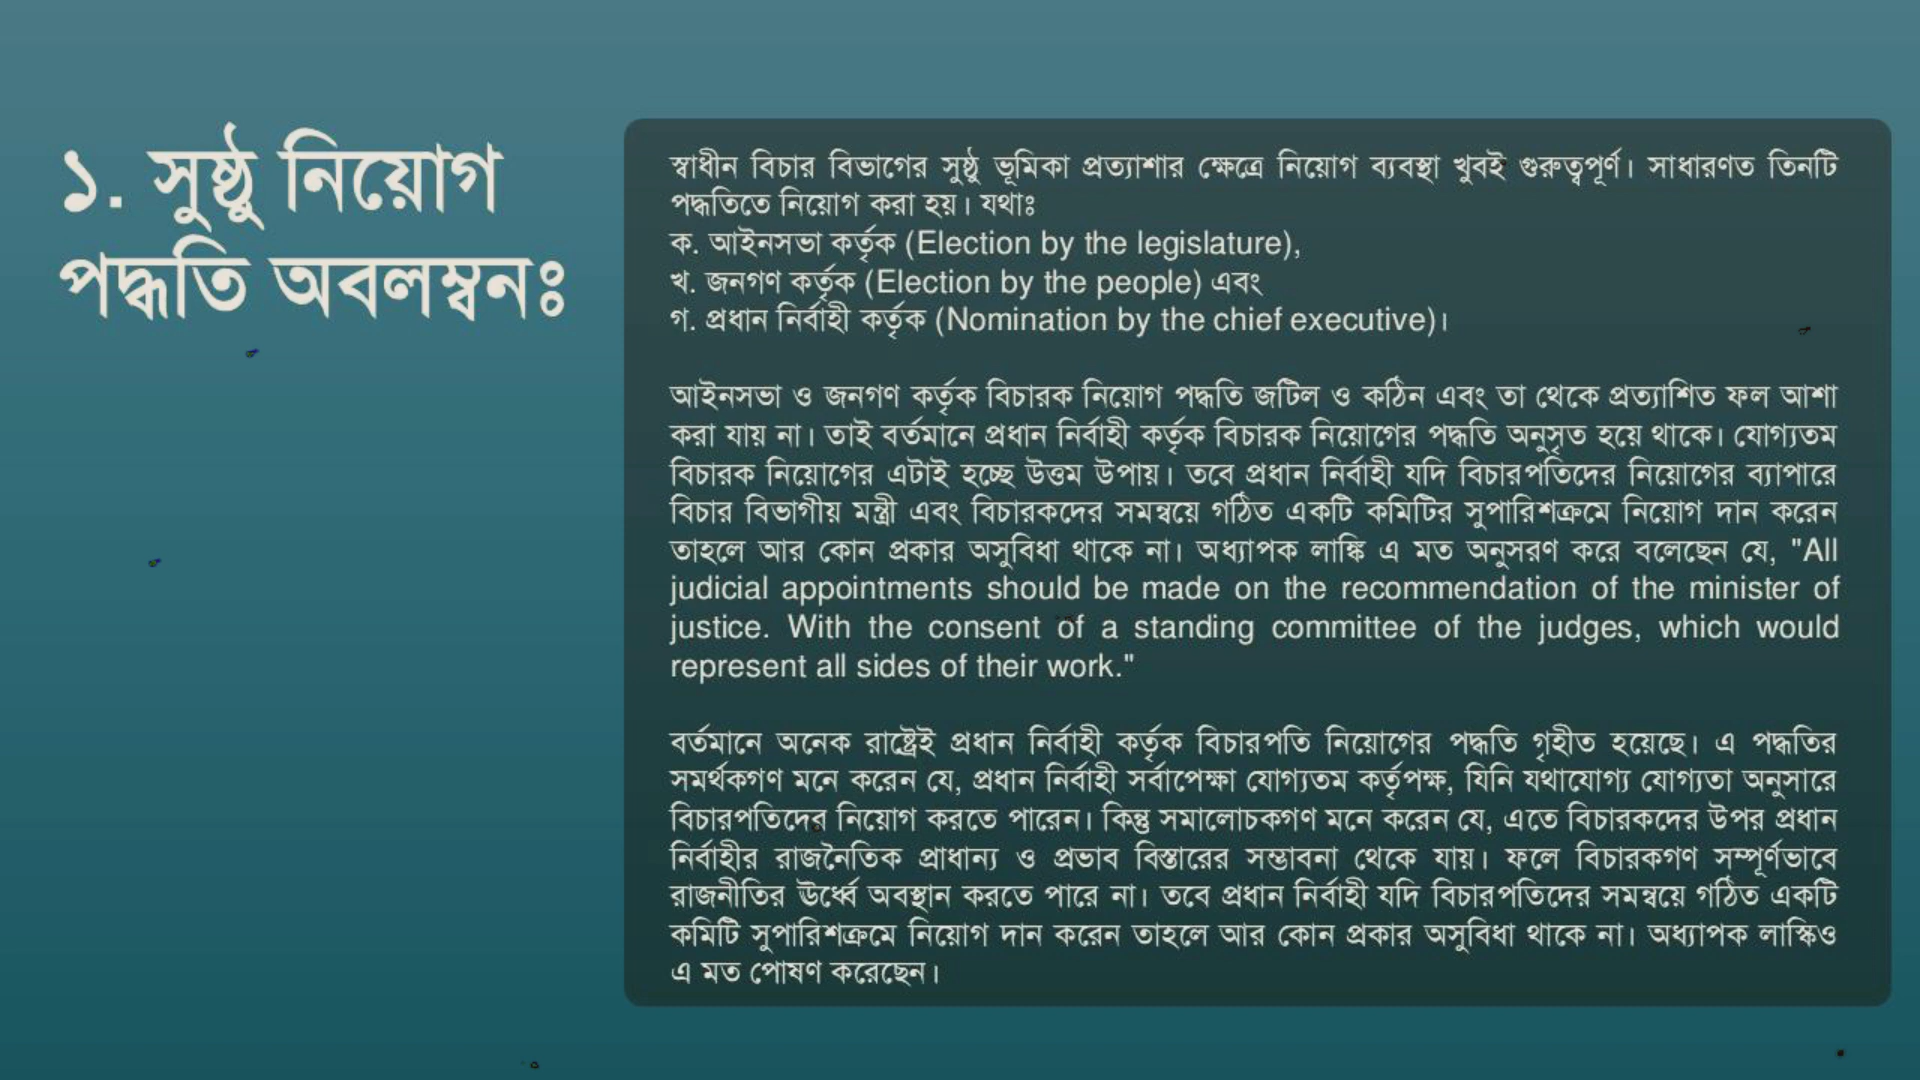 ১. সুষ্ঠু নিয়োগ
পদ্ধতি অবলম্বনঃ
স্বাধীন বিচার বিভাগের সুষ্ঠু ভূমিকা প্রত্যাশার ক্ষেত্রে নিয়োগ ব্যবস্থা খুবই গুরুত্বপূর্ণ। সাধারণত তিনটি
পদ্ধতিতে নিয়োগ করা হয়। যথাঃ
ক. আইনসভা কর্তৃক (Election by the legislature),
খ. জনগণ কর্তৃক (Election by the people) এবং
গ. প্রধান নির্বাহী কর্তৃক (Nomination by the chief executive)।
আইনসভা ও জনগণ কর্তৃক বিচারক নিয়োগ পদ্ধতি জটিল ও কঠিন এবং তা থেকে প্রত্যাশিত ফল আশা
করা যায় না। তাই বর্তমানে প্রধান নির্বাহী কর্তৃক বিচারক নিয়োগের পদ্ধতি অনুসৃত হয়ে থাকে। যোগ্যতম
বিচারক নিয়োগের এটাই হচ্ছে উত্তম উপায়। তবে প্রধান নির্বাহী যদি বিচারপতিদের নিয়োগের ব্যাপারে
বিচার বিভাগীয় মন্ত্রী এবং বিচারকদের সমন্বয়ে গঠিত একটি কমিটির সুপারিশক্রমে নিয়োগ দান করেন
তাহলে আর কোন প্রকার অসুবিধা থাকে না। অধ্যাপক লাস্কি এ মত অনুসরণ করে বলেছেন যে, "All
judicial appointments should be made on the recommendation of the minister of
justice. With the consent of a standing committee of the judges, which would
represent all sides of their work."
বর্তমানে অনেক রাষ্ট্রেই প্রধান নির্বাহী কর্তৃক বিচারপতি নিয়োগের পদ্ধতি গৃহীত হয়েছে। এ পদ্ধতির
সমর্থকগণ মনে করেন যে, প্রধান নির্বাহী সর্বাপেক্ষা যোগ্যতম কর্তৃপক্ষ, যিনি যথাযোগ্য যোগ্যতা অনুসারে
বিচারপতিদের নিয়োগ করতে পারেন। কিন্তু সমালোচকগণ মনে করেন যে, এতে বিচারকদের উপর প্রধান
নির্বাহীর রাজনৈতিক প্রাধান্য ও প্রভাব বিস্তারের সম্ভাবনা থেকে যায়। ফলে বিচারকগণ সম্পূর্ণভাবে
রাজনীতির ঊর্ধ্বে অবস্থান করতে পারে না। তবে প্রধান নির্বাহী যদি বিচারপতিদের সমন্বয়ে গঠিত একটি
কমিটি সুপারিশক্রমে নিয়োগ দান করেন তাহলে আর কোন প্রকার অসুবিধা থাকে না। অধ্যাপক লাস্কিও
এ মত পোষণ করেছেন।